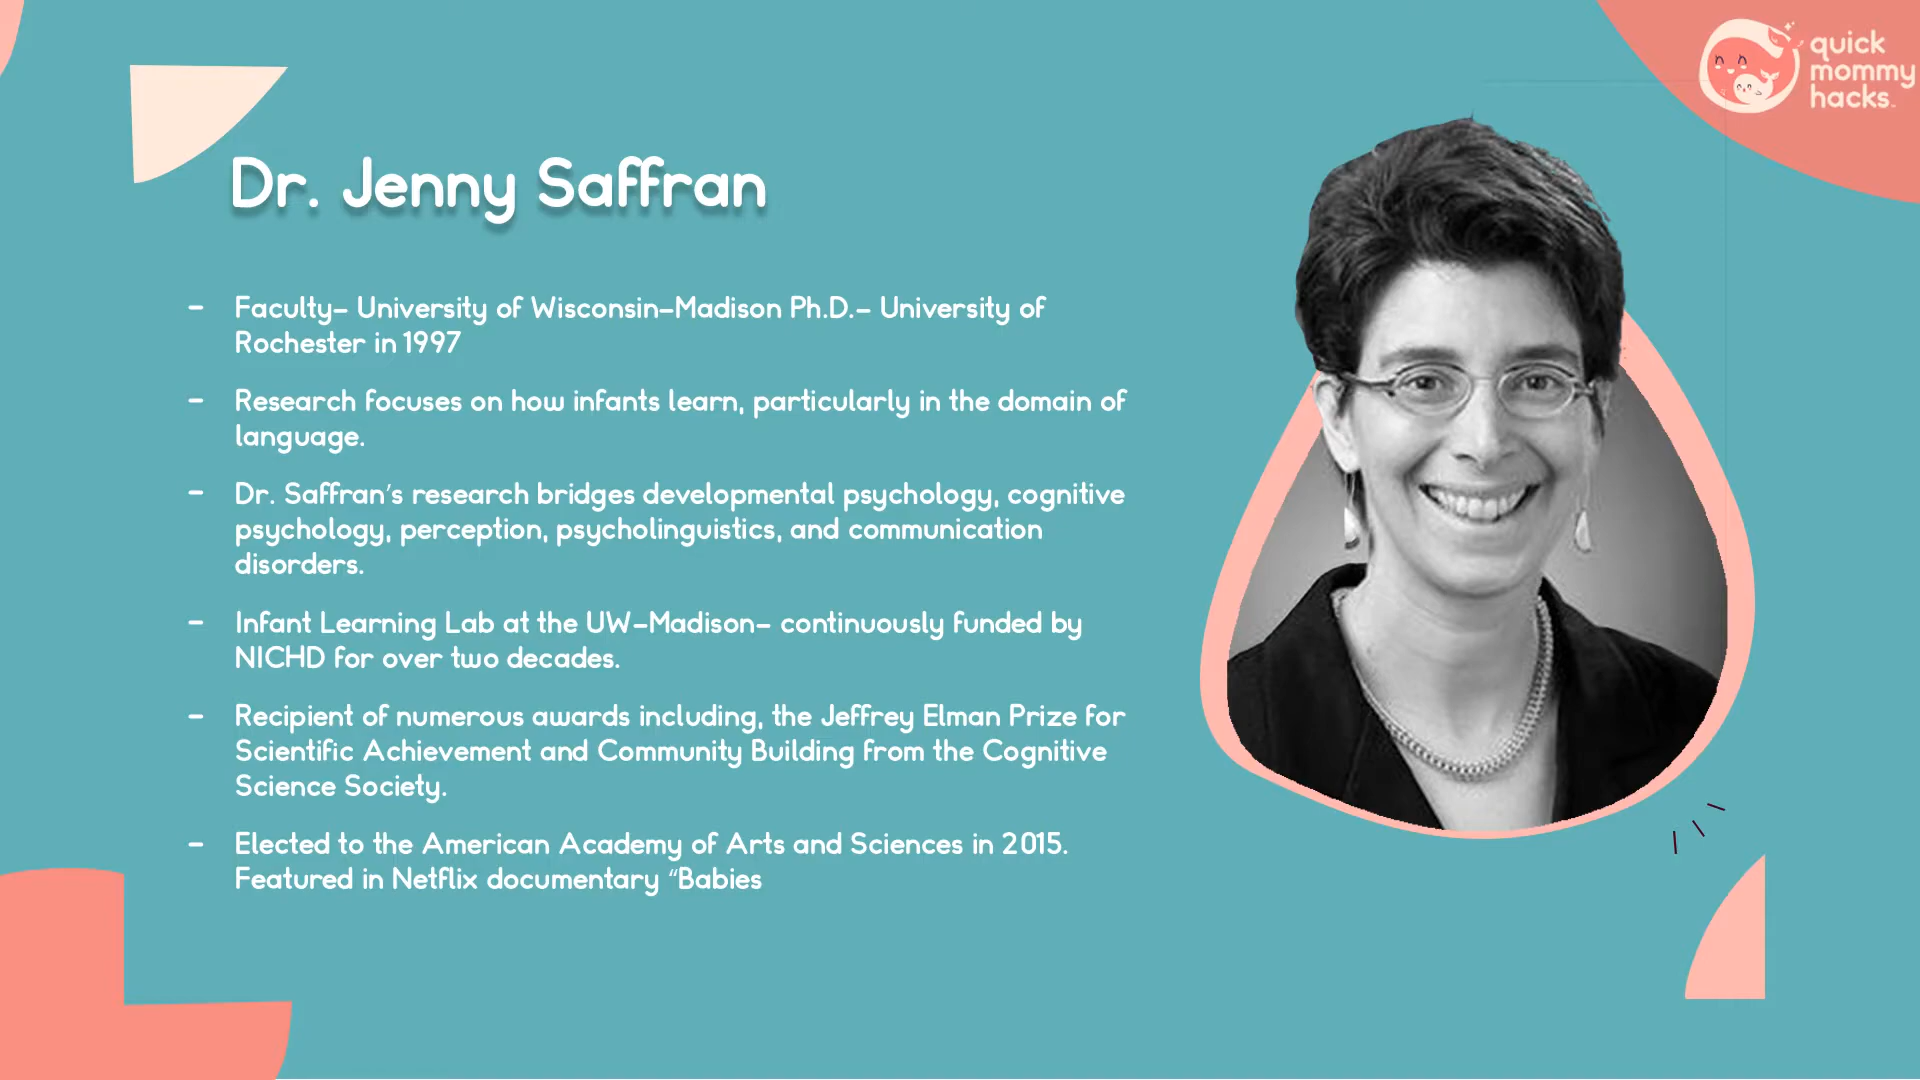 quick
mommy
hacks
Dr. Jenny Saffran
- Faculty- University of Wisconsin-Madison Ph.D.- University of
Rochester in 1997
- Research focuses on how infants learn, particularly in the domain of
language.
- Dr. Saffran's research bridges developmental psychology, cognitive
psychology, perception, psycholinguistics, and communication
disorders.
- Infant Learning Lab at the UW-Madison- continuously funded by
NICHD for over two decades.
- Recipient of numerous awards including, the Jeffrey Elman Prize for
Scientific Achievement and Community Building from the Cognitive
Science Society.
- Elected to the American Academy of Arts and Sciences in 2015.
Featured in Netflix documentary “Babies